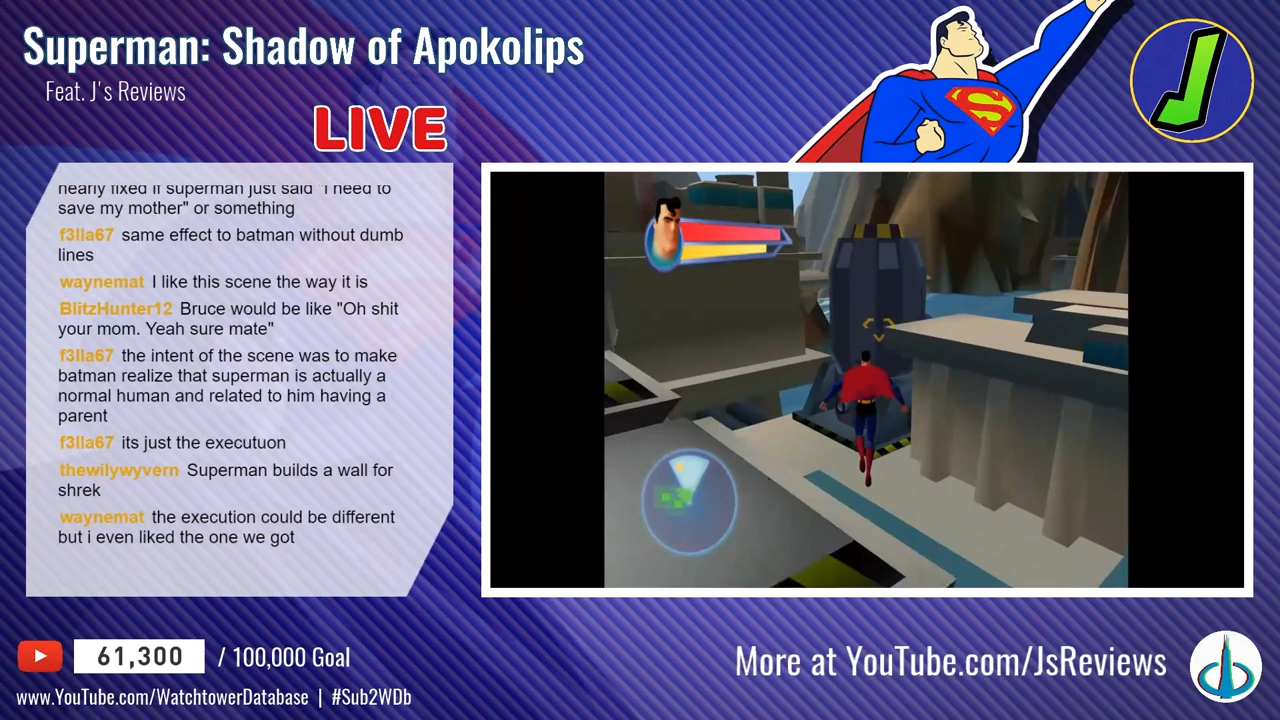 Superman: Shadow of Apokolips
Feat. J's Reviews
LIVE
J
S
nearly fixed if superman just said "I need to
save my mother" or something
f3lla67 same effect to batman without dumb
lines
waynemat I like this scene the way it is
BlitzHunter12 Bruce would be like "Oh shit
your mom. Yeah sure mate"
f3lla67 the intent of the scene was to make
batman realize that superman is actually a
normal human and related to him having a
parent
f3lla67 its just the executuon
thewilywyvern Superman builds a wall for
shrek
waynemat the execution could be different
but i even liked the one we got
61,300 / 100,000 Goal
More at YouTube.com/JsReviews
www.YouTube.com/WatchtowerDatabase | #Sub2WDb